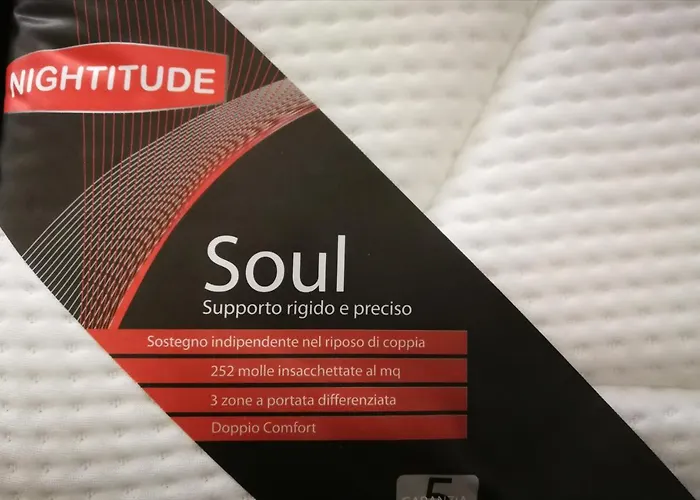 NIGHTITUDE
Soul
Supporto rigido e preciso
Sostegno indipendente nel riposo di coppia
252 molle insacchettate al mq
3 zone a portata differenziata
Doppio Comfort
5
GARANZIA